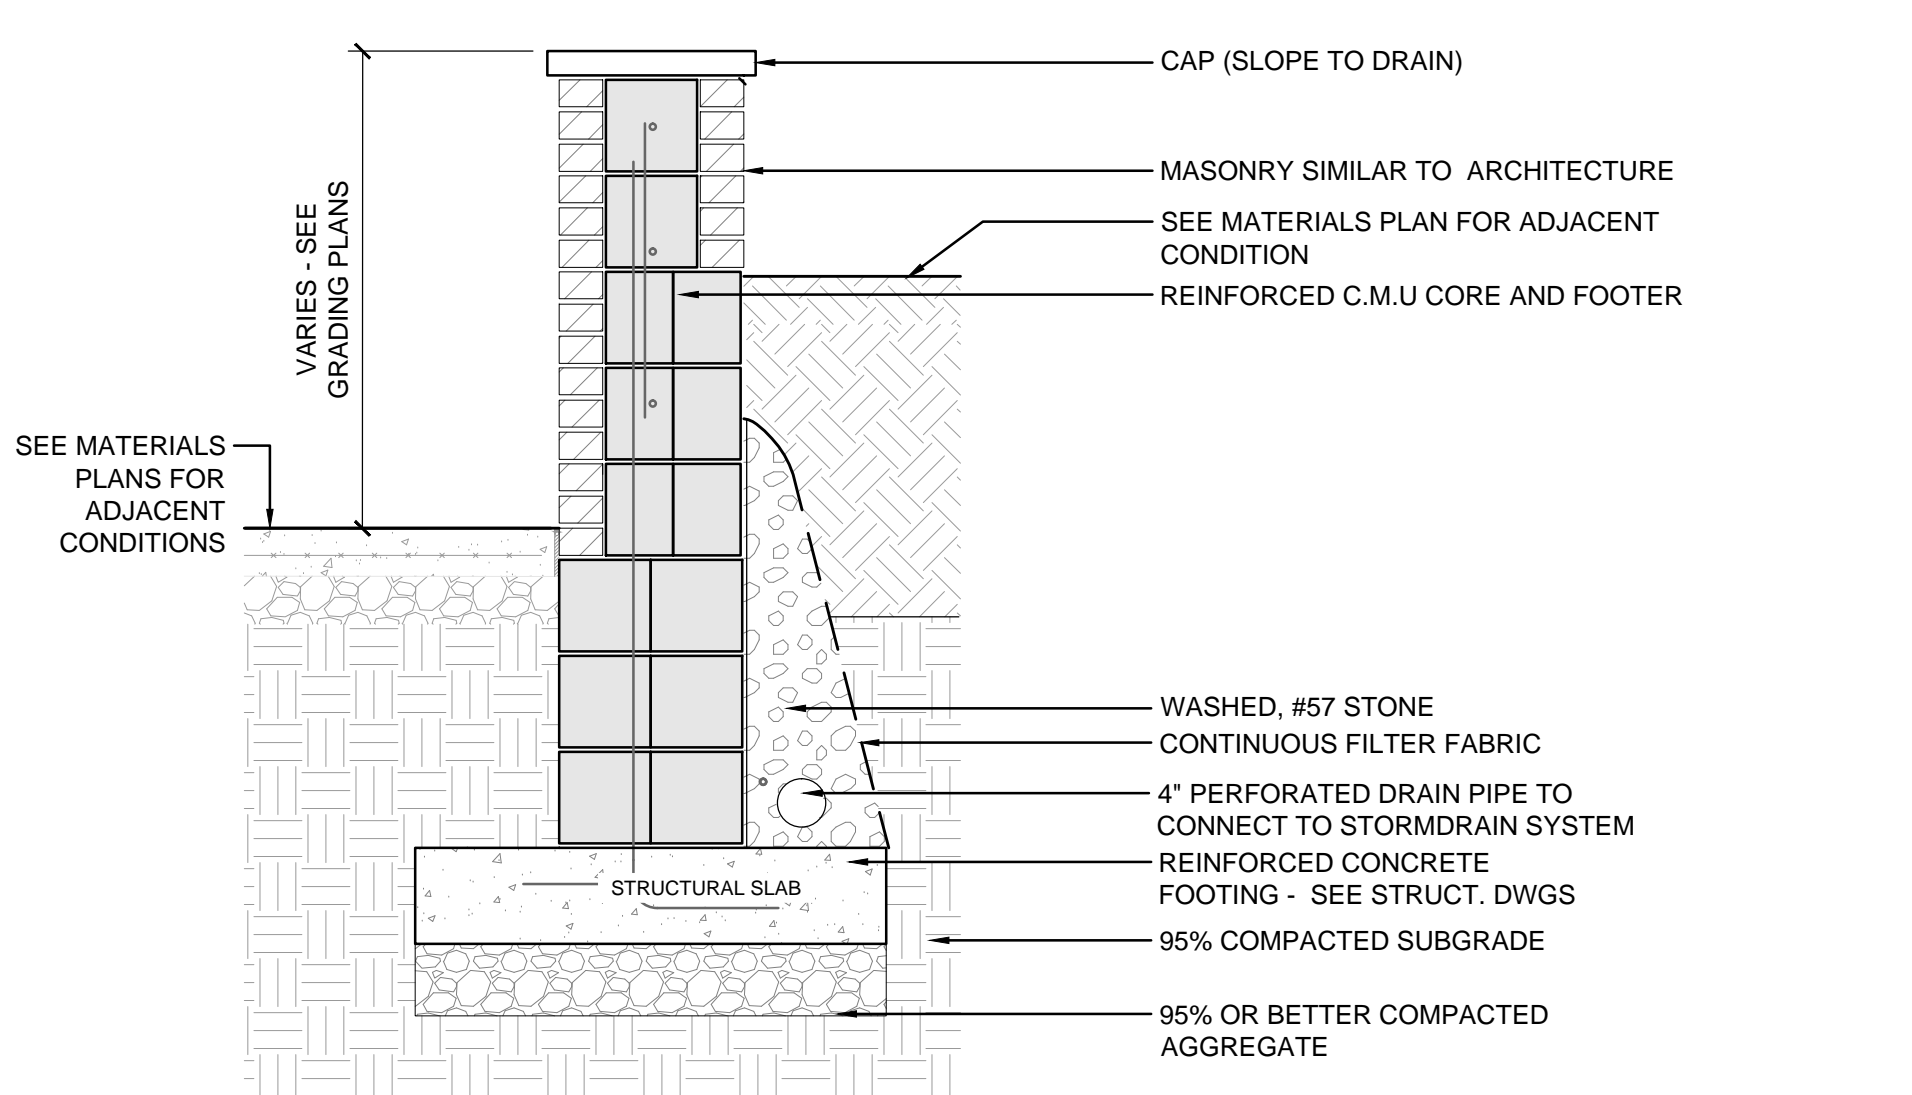 CAP (SLOPE TO DRAIN)
MASONRY SIMILAR TO  ARCHITECTURE
SEE MATERIALS PLAN FOR ADJACENT
CONDITION
REINFORCED C.M.U CORE AND FOOTER
VARIES - SEE
GRADING PLANS
SEE MATERIALS
PLANS FOR
ADJACENT
CONDITIONS
WASHED, #57 STONE
CONTINUOUS FILTER FABRIC
4" PERFORATED DRAIN PIPE TO
CONNECT TO STORMDRAIN SYSTEM
REINFORCED CONCRETE
FOOTING -  SEE STRUCT. DWGS
STRUCTURAL SLAB
95% COMPACTED SUBGRADE
95% OR BETTER COMPACTED
AGGREGATE